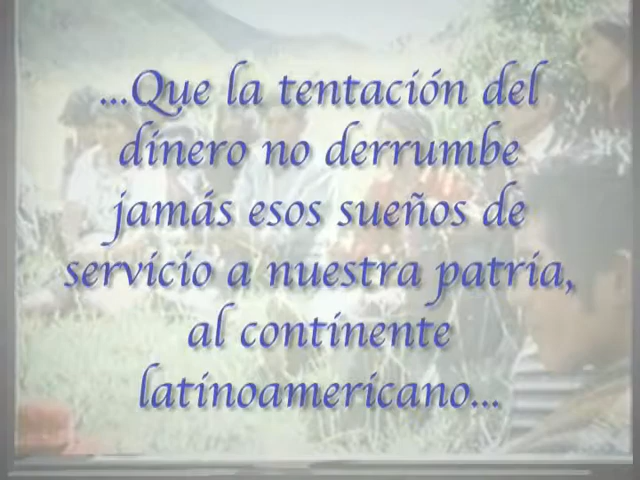 ...Que la tentación del
dinero no derrumbe
jamás esos sueños de
servicio a nuestra patria,
al continente
latinoamericano...